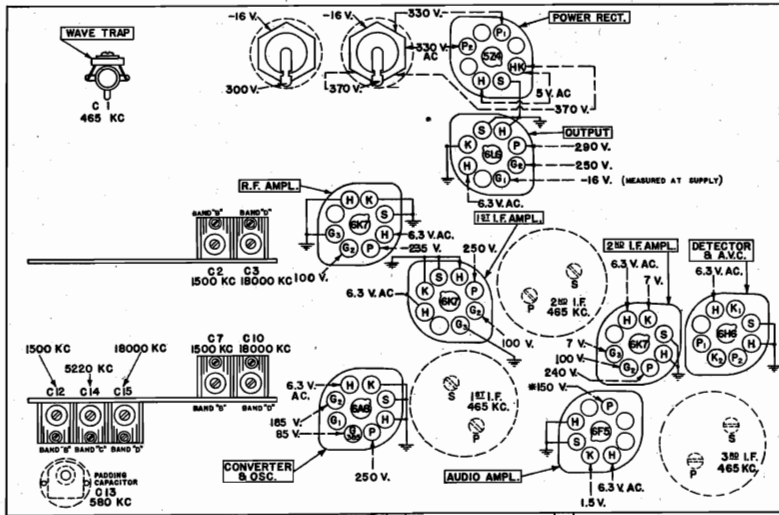 WAVE TRAP
C 1
465 KC
-16 V.
300 V.
-16 V.
370 V.
330 V.
330 V.
AC
POWER RECT.
P1
P2
5Z4
HK
H
S
5 V. AC
370 V.
OUTPUT
S
H
K
6L6
P
H
G2
G1
290 V.
250 V.
-16 V. (MEASURED AT SUPPLY)
6.3 V. AC.
R.F. AMPL.
H
K
6K7
S
G3
H
G2
P
6.3 V. AC.
235 V.
100 V.
BAND "B"
BAND "D"
C2
1500 KC
C3
18000 KC
1ST I.F. AMPL.
250 V.
K
S
H
P
6K7
H
G2
G3
6.3 V. AC
100 V.
S
2ND I.F.
465 KC.
P
2ND I.F. AMPL.
6.3 V. AC.
7 V.
H
K
6K7
S
G3
H
G2
P
7 V.
100 V.
240 V.
DETECTOR
& A.V.C.
6.3 V. AC.
H
K1
S
6H6
P1
H
K2
P2
1500 KC
5220 KC
18000 KC
C12
C14
C15
BAND "B"
BAND "C"
BAND "D"
C7
1500 KC
C10
18000 KC
BAND "B"
BAND "D"
PADDING
CAPACITOR
C13
580 KC
6.3 V.
AC.
H
K
G2
6A8
S
G1
H
G
3&5
P
185 V.
85 V.
250 V.
CONVERTER
& OSC.
S
1ST I.F.
465 KC.
P
*150 V.
P
H
6F5
S
K
H
AUDIO AMPL.
1.5 V.
6.3 V. AC.
S
3RD I.F.
465 KC.
P